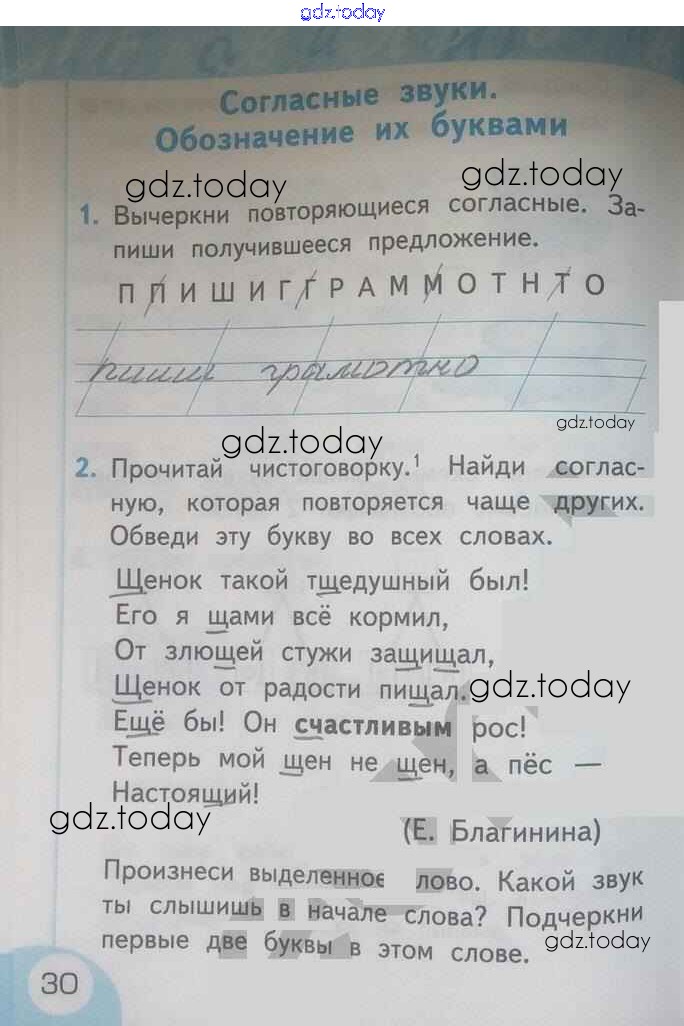 gdz.today
Согласные звуки.
Обозначение их буквами
gdz.today
gdz.today
1. Вычеркни повторяющиеся согласные. За-
пиши получившееся предложение.
ППИШИГГРАММОТНТО
пиши грамотно
gdz.today
gdz.today
2. Прочитай чистоговорку.¹ Найди соглас-
ную, которая повторяется чаще других.
Обведи эту букву во всех словах.
Щенок такой тщедушный был!
Его я щами всё кормил,
От злющей стужи защищал,
Щенок от радости пищал.
gdz.today
Ещё бы! Он счастливым рос!
Теперь мой щен не щен, а пёс —
Настоящий!
gdz.today
(Е. Благинина)
Произнеси выделенное лово. Какой звук
ты слышишь в начале слова? Подчеркни
первые две буквы в этом слове.
gdz.today
30